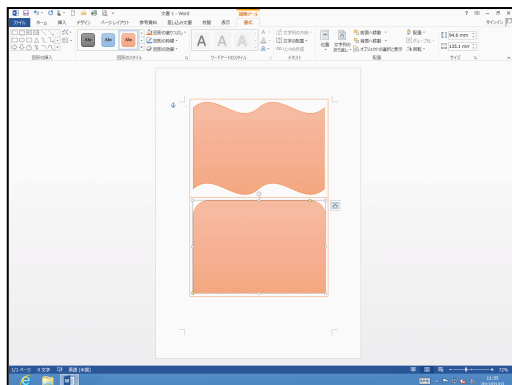 文書 1 - Word
描画ツール
ファイル ホーム 挿入 デザイン ページ レイアウト 参考資料 差し込み文書 校閲 表示 書式 サインイン
Abc Abc Abc
図形の塗りつぶし
図形の枠線
図形の効果
A A A
文字列の方向
文字の配置
リンクの作成
位置
文字列の
折り返し
前面へ移動
背面へ移動
オブジェクトの選択と表示
配置
グループ化
回転
94.6 mm
135.1 mm
図形の挿入 図形のスタイル ワードアートのスタイル テキスト 配置 サイズ
1/1 ページ 0 文字 英語 (米国) 72%
11:55